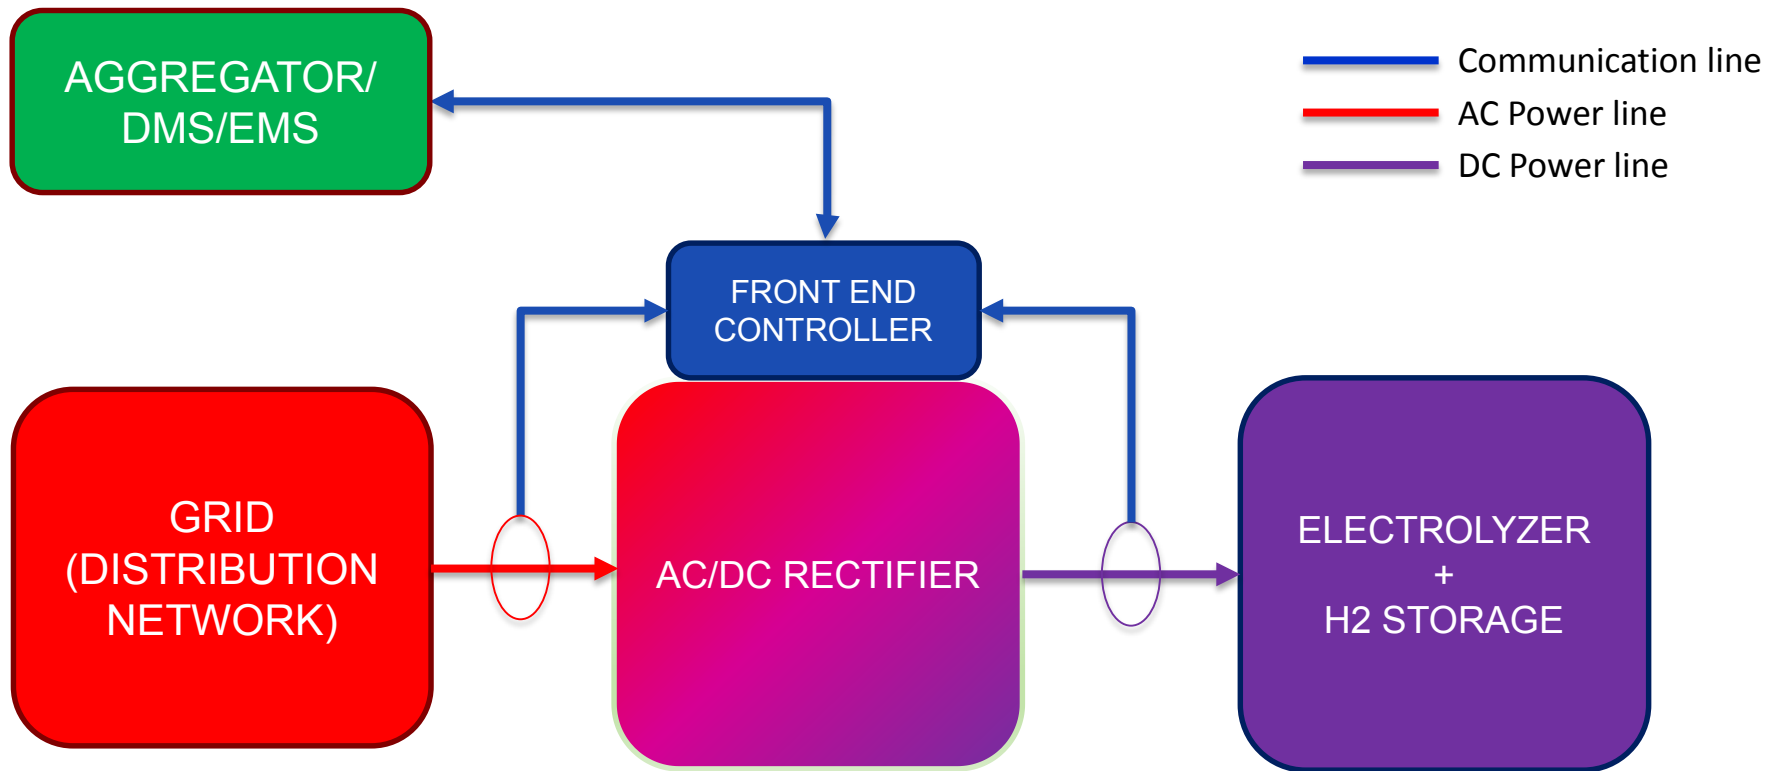 AGGREGATOR/
DMS/EMS
Communication line
AC Power line
DC Power line
FRONT END
CONTROLLER
GRID
(DISTRIBUTION
NETWORK)
AC/DC RECTIFIER
ELECTROLYZER
+
H2 STORAGE